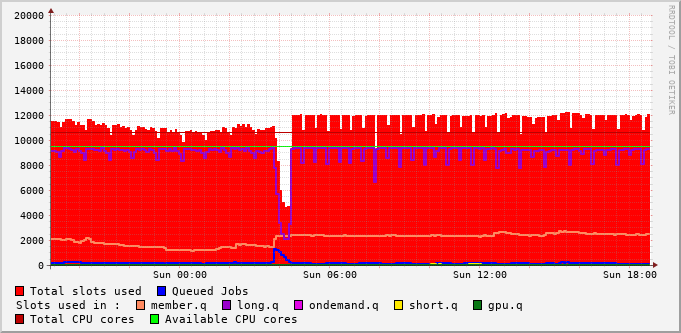 20000
18000
16000
14000
12000
10000
8000
6000
4000
2000
0
Sun 00:00 Sun 06:00 Sun 12:00 Sun 18:00
RRDTOOL / TOBI OETIKER
Total slots used Queued Jobs
Slots used in : member.q long.q ondemand.q short.q gpu.q
Total CPU cores Available CPU cores